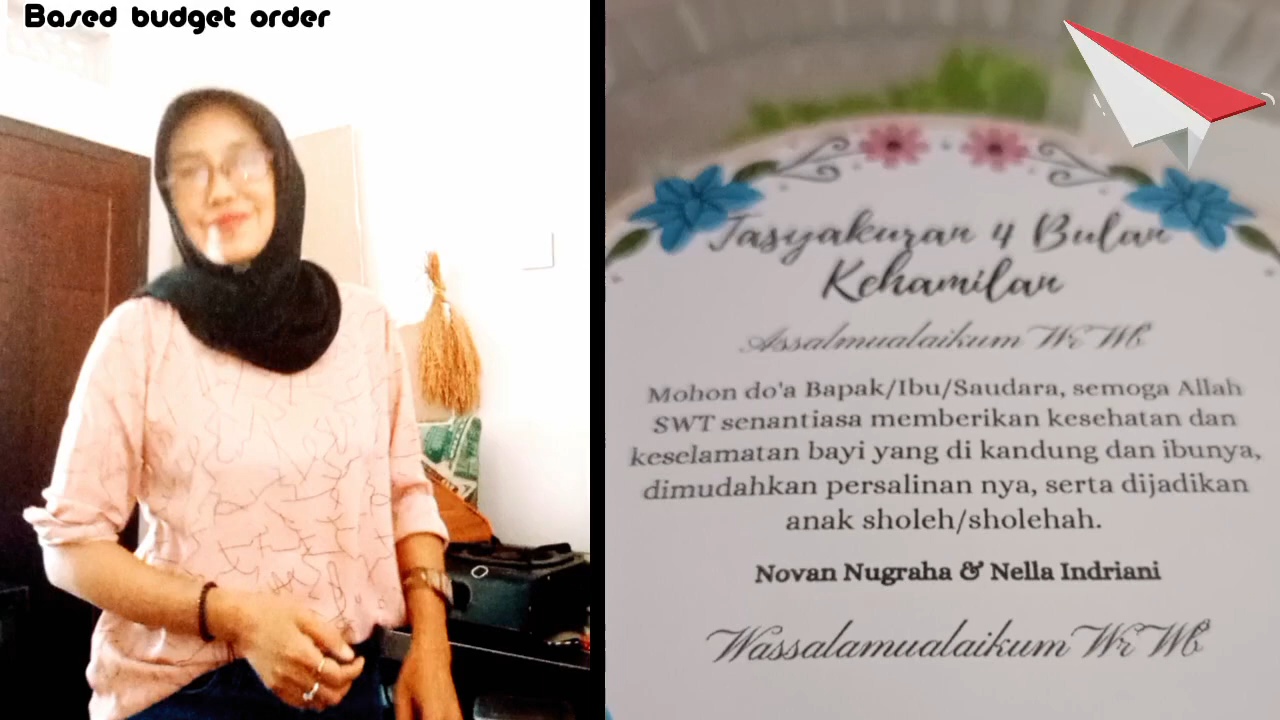 Based budget order
Tasyakuran 4 Bulan
Kehamilan
Assalmualaikum Wr Wb
Mohon do'a Bapak/Ibu/Saudara, semoga Allah
SWT senantiasa memberikan kesehatan dan
keselamatan bayi yang di kandung dan ibunya,
dimudahkan persalinan nya, serta dijadikan
anak sholeh/sholehah.
Novan Nugraha & Nella Indriani
Wassalamualaikum Wr Wb